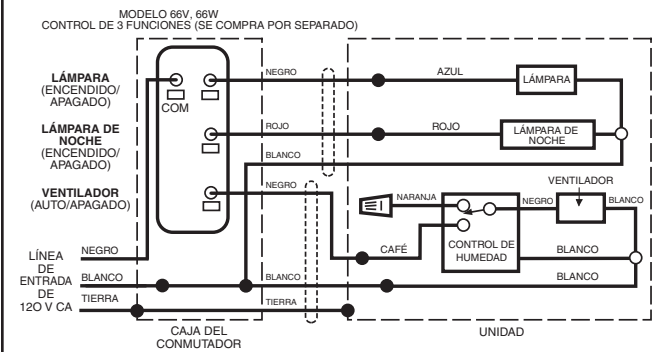 MODELO 66V, 66W
CONTROL DE 3 FUNCIONES (SE COMPRA POR SEPARADO)
LÁMPARA
(ENCENDIDO/
APAGADO)
COM
NEGRO
AZUL
LÁMPARA
LÁMPARA DE
NOCHE
(ENCENDIDO/
APAGADO)
ROJO
ROJO
LÁMPARA DE
NOCHE
BLANCO
VENTILADOR
(AUTO/APAGADO)
NEGRO
NARANJA
NEGRO
VENTILADOR
BLANCO
CAFÉ
CONTROL DE
HUMEDAD
BLANCO
LÍNEA
DE
ENTRADA
DE
12O V CA
NEGRO
BLANCO
TIERRA
BLANCO
TIERRA
BLANCO
CAJA DEL
CONMUTADOR
UNIDAD